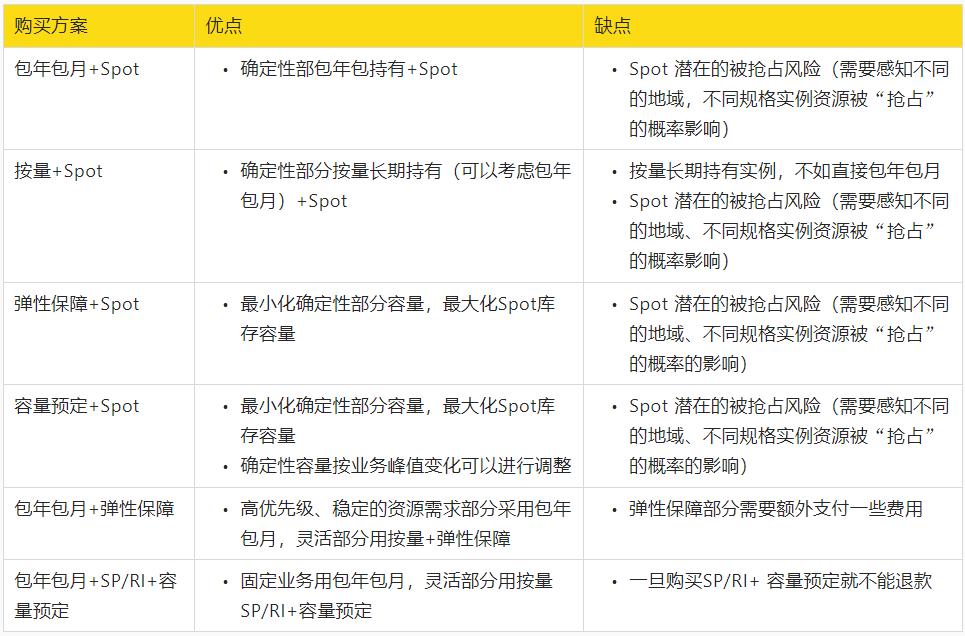 购买方案
优点
缺点
包年包月+Spot
• 确定性部包年包持有+Spot
• Spot 潜在的被抢占风险（需要感知不同
的地域，不同规格实例资源被“抢占”
的概率影响）
按量+Spot
• 确定性部分按量长期持有（可以考虑包年
包月）+Spot
• 按量长期持有实例，不如直接包年包月
• Spot 潜在的被抢占风险（需要感知不同
的地域、不同规格实例资源被“抢占”
的概率影响）
弹性保障+Spot
• 最小化确定性部分容量，最大化Spot库
存容量
• Spot 潜在的被抢占风险（需要感知不同
的地域、不同规格实例资源被“抢占”
的概率的影响）
容量预定+Spot
• 最小化确定性部分容量，最大化Spot库
存容量
• 确定性容量按业务峰值变化可以进行调整
• Spot 潜在的被抢占风险（需要感知不同
的地域、不同规格实例资源被“抢占”
的概率的影响）
包年包月+弹性保障
• 高优先级、稳定的资源需求部分采用包年
包月，灵活部分用按量+弹性保障
• 弹性保障部分需要额外支付一些费用
包年包月+SP/RI+容
量预定
• 固定业务用包年包月，灵活部分用按量
SP/RI+容量预定
• 一旦购买SP/RI+ 容量预定就不能退款